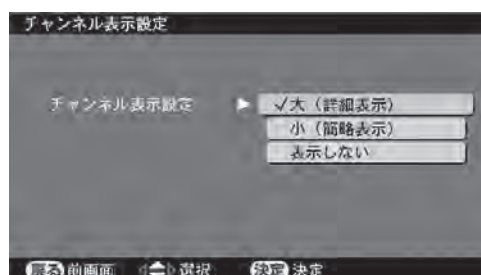 チャンネル表示設定
チャンネル表示設定 ▶ ✓大(詳細表示)
小(簡略表示)
表示しない
戻る 前画面 選択 決定 決定